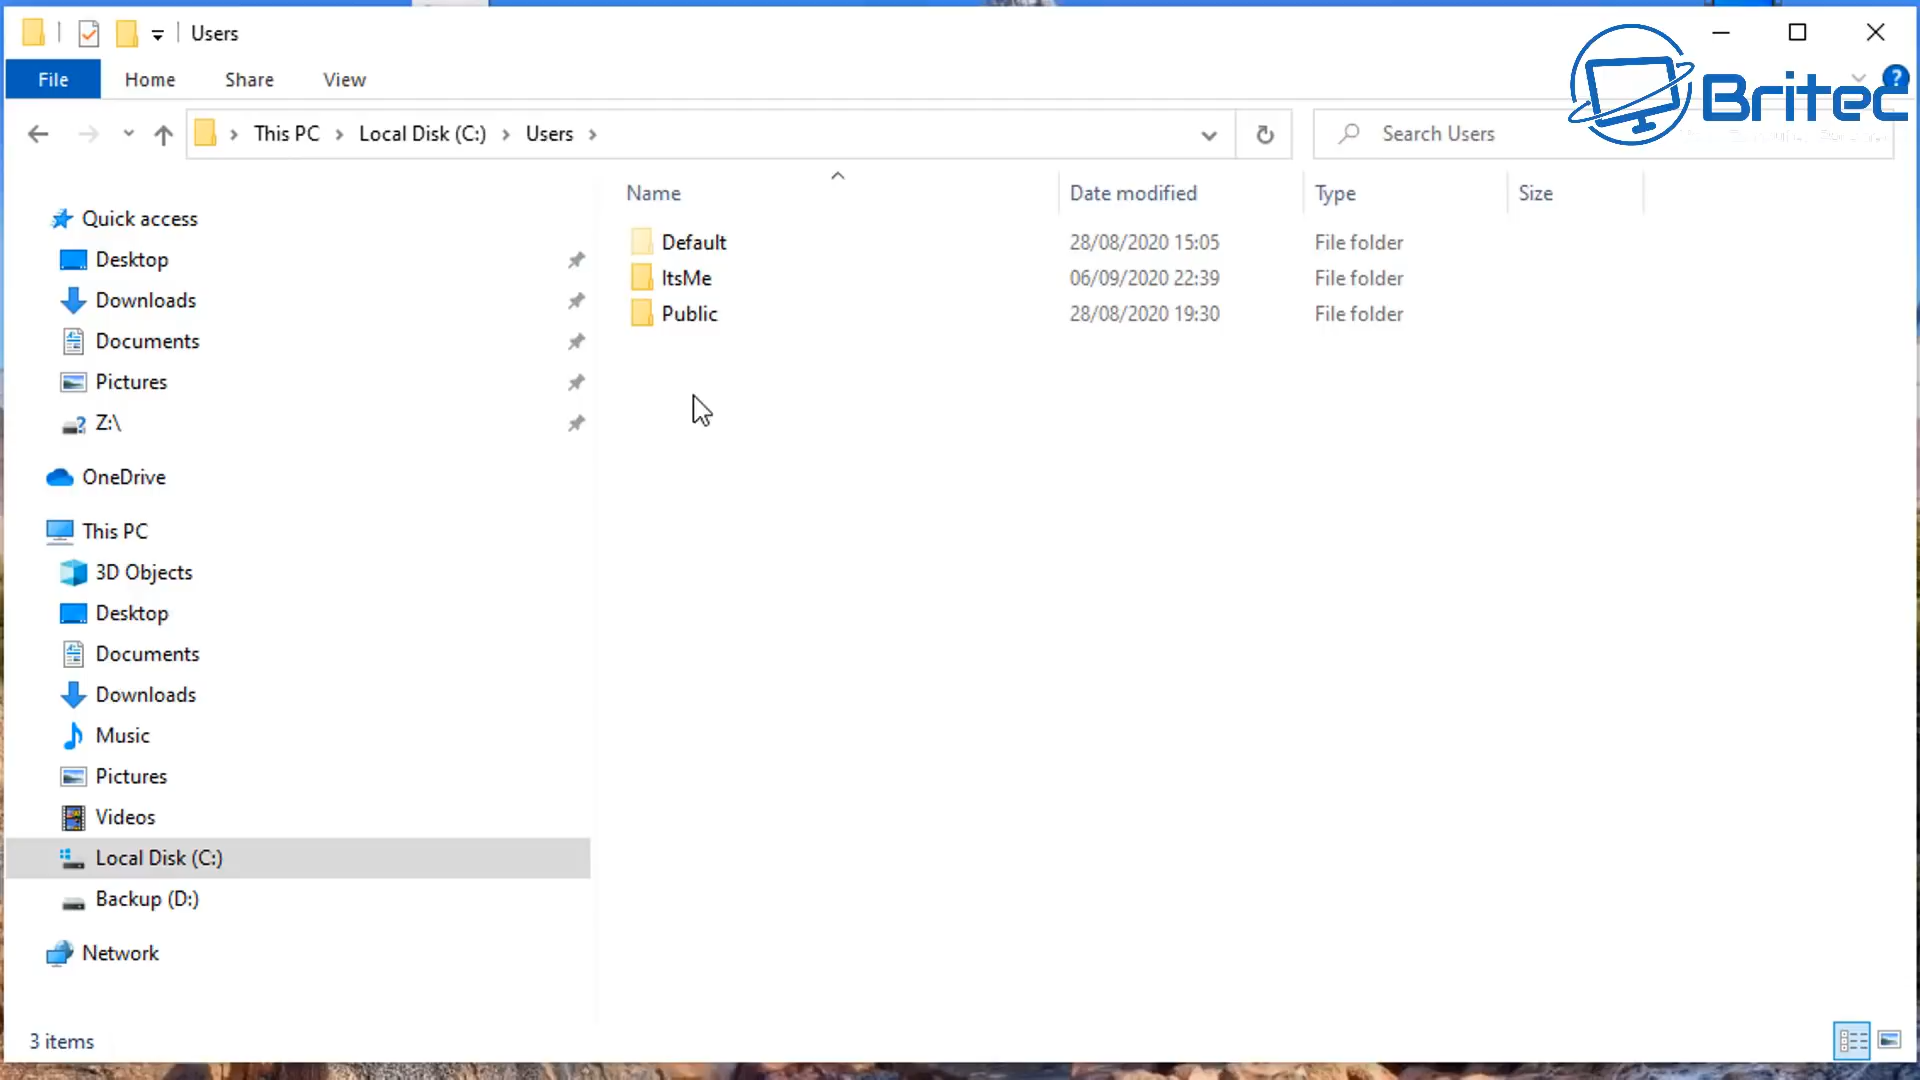 Users
File Home Share View
Britec
This PC Local Disk (C:) Users
Search Users
Name Date modified Type Size
Default 28/08/2020 15:05 File folder
ItsMe 06/09/2020 22:39 File folder
Public 28/08/2020 19:30 File folder
Quick access
Desktop
Downloads
Documents
Pictures
Z:\
OneDrive
This PC
3D Objects
Desktop
Documents
Downloads
Music
Pictures
Videos
Local Disk (C:)
Backup (D:)
Network
3 items